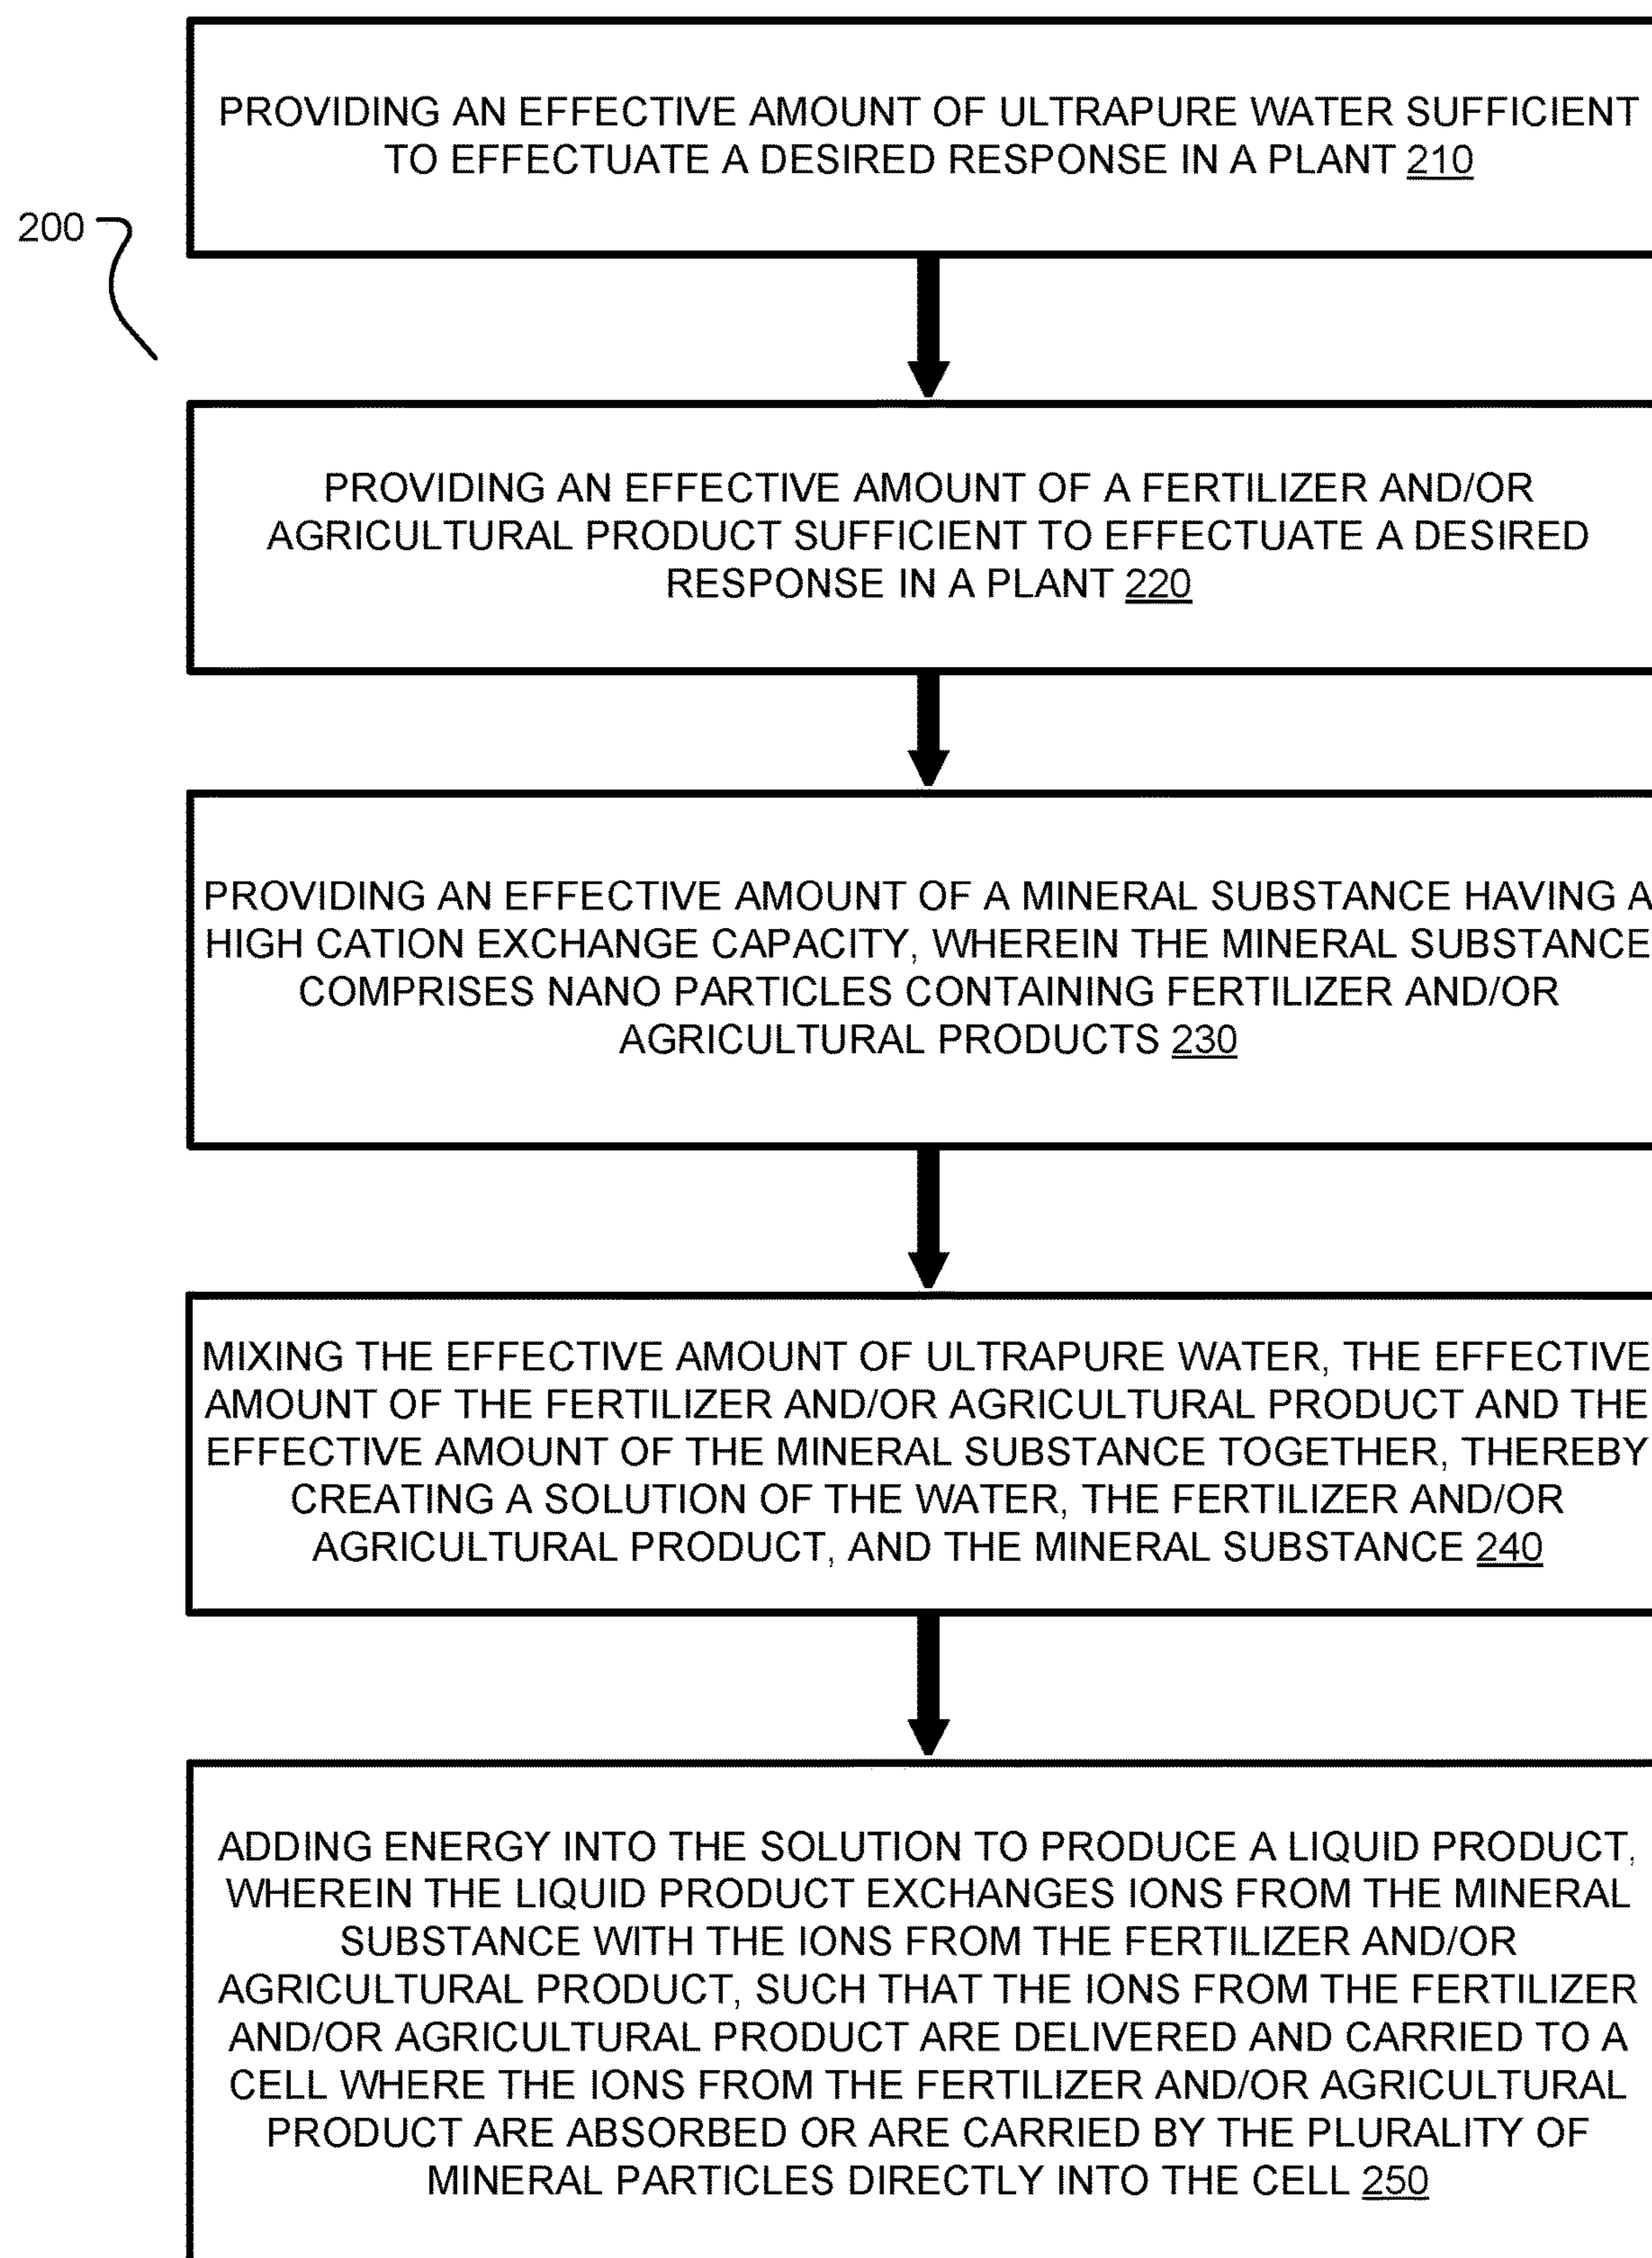 PROVIDING AN EFFECTIVE AMOUNT OF ULTRAPURE WATER SUFFICIENT
TO EFFECTUATE A DESIRED RESPONSE IN A PLANT 210
200
PROVIDING AN EFFECTIVE AMOUNT OF A FERTILIZER AND/OR
AGRICULTURAL PRODUCT SUFFICIENT TO EFFECTUATE A DESIRED
RESPONSE IN A PLANT 220
PROVIDING AN EFFECTIVE AMOUNT OF A MINERAL SUBSTANCE HAVING A
HIGH CATION EXCHANGE CAPACITY, WHEREIN THE MINERAL SUBSTANCE
COMPRISES NANO PARTICLES CONTAINING FERTILIZER AND/OR
AGRICULTURAL PRODUCTS 230
MIXING THE EFFECTIVE AMOUNT OF ULTRAPURE WATER, THE EFFECTIVE
AMOUNT OF THE FERTILIZER AND/OR AGRICULTURAL PRODUCT AND THE
EFFECTIVE AMOUNT OF THE MINERAL SUBSTANCE TOGETHER, THEREBY
CREATING A SOLUTION OF THE WATER, THE FERTILIZER AND/OR
AGRICULTURAL PRODUCT, AND THE MINERAL SUBSTANCE 240
ADDING ENERGY INTO THE SOLUTION TO PRODUCE A LIQUID PRODUCT,
WHEREIN THE LIQUID PRODUCT EXCHANGES IONS FROM THE MINERAL
SUBSTANCE WITH THE IONS FROM THE FERTILIZER AND/OR
AGRICULTURAL PRODUCT, SUCH THAT THE IONS FROM THE FERTILIZER
AND/OR AGRICULTURAL PRODUCT ARE DELIVERED AND CARRIED TO A
CELL WHERE THE IONS FROM THE FERTILIZER AND/OR AGRICULTURAL
PRODUCT ARE ABSORBED OR ARE CARRIED BY THE PLURALITY OF
MINERAL PARTICLES DIRECTLY INTO THE CELL 250